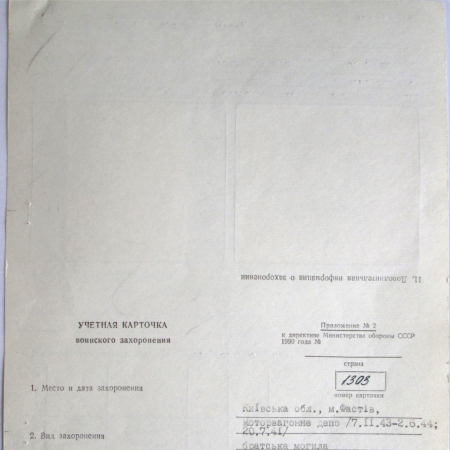 11. Дополнительная информация о захоронении
УЧЕТНАЯ КАРТОЧКА
воинского захоронения
Приложение № 2
к директиве Министерства обороны СССР
1990 года №
страна
1303
номер карточки
1. Место и дата захоронения
Київська обл., м.Фастів,
моторвагонне депо /7.11.43-2.6.44;
20.7.41/
2. Вид захоронения
братська могила